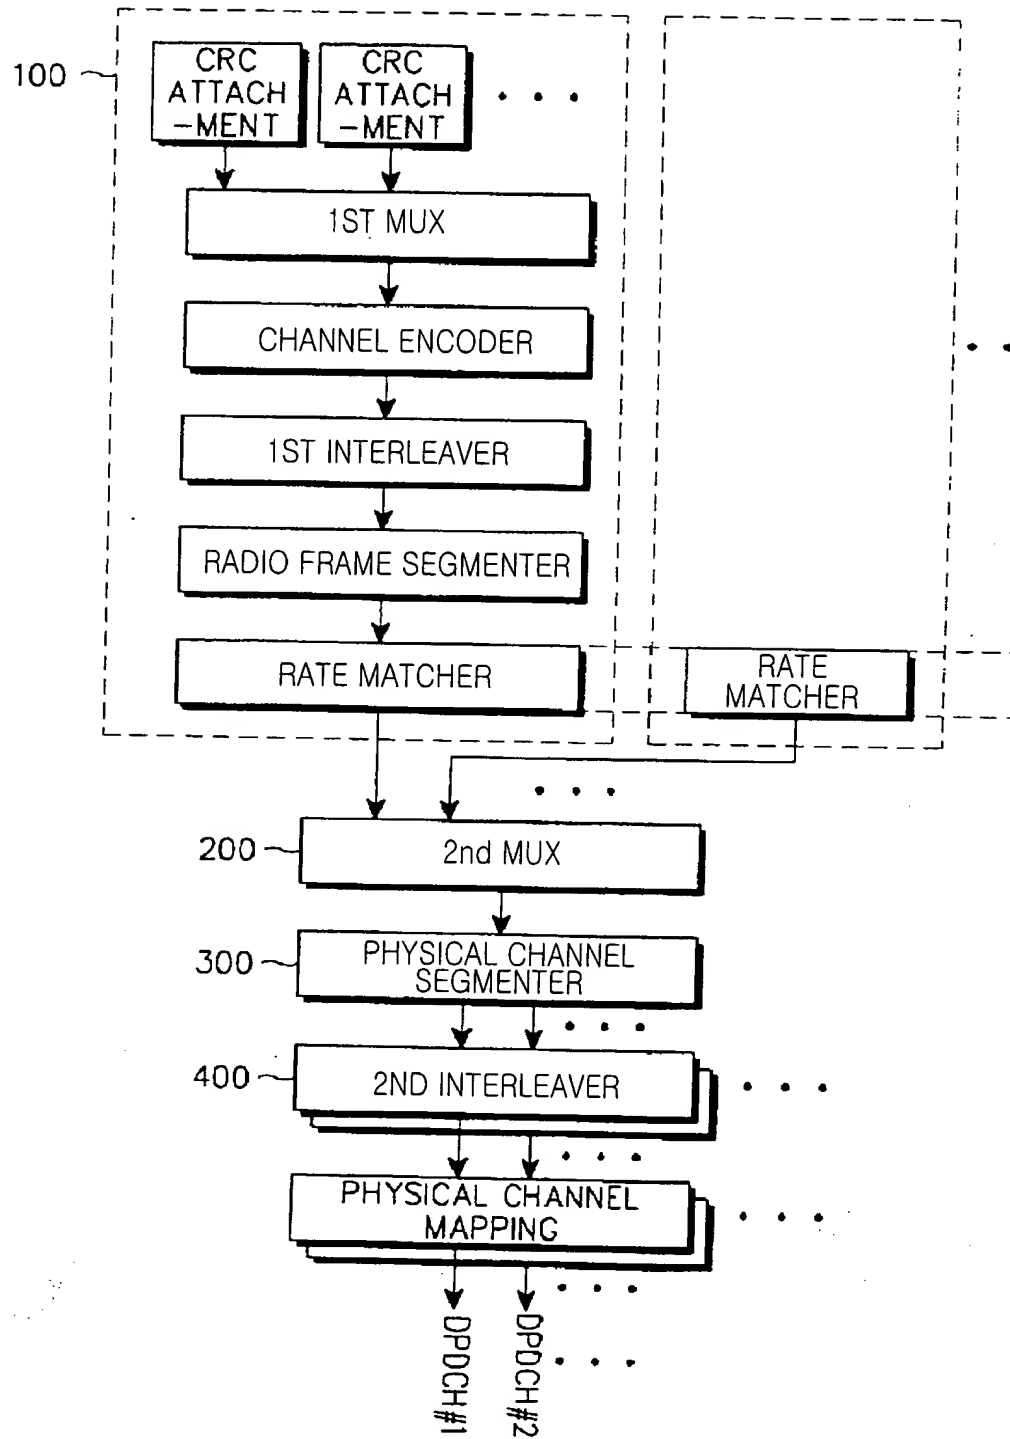 100
CRC
ATTACH
-MENT
CRC
ATTACH
-MENT
1ST MUX
CHANNEL ENCODER
1ST INTERLEAVER
RADIO FRAME SEGMENTER
RATE MATCHER
RATE
MATCHER
200
2nd MUX
300
PHYSICAL CHANNEL
SEGMENTER
400
2ND INTERLEAVER
PHYSICAL CHANNEL
MAPPING
DPDCH#1
DPDCH#2